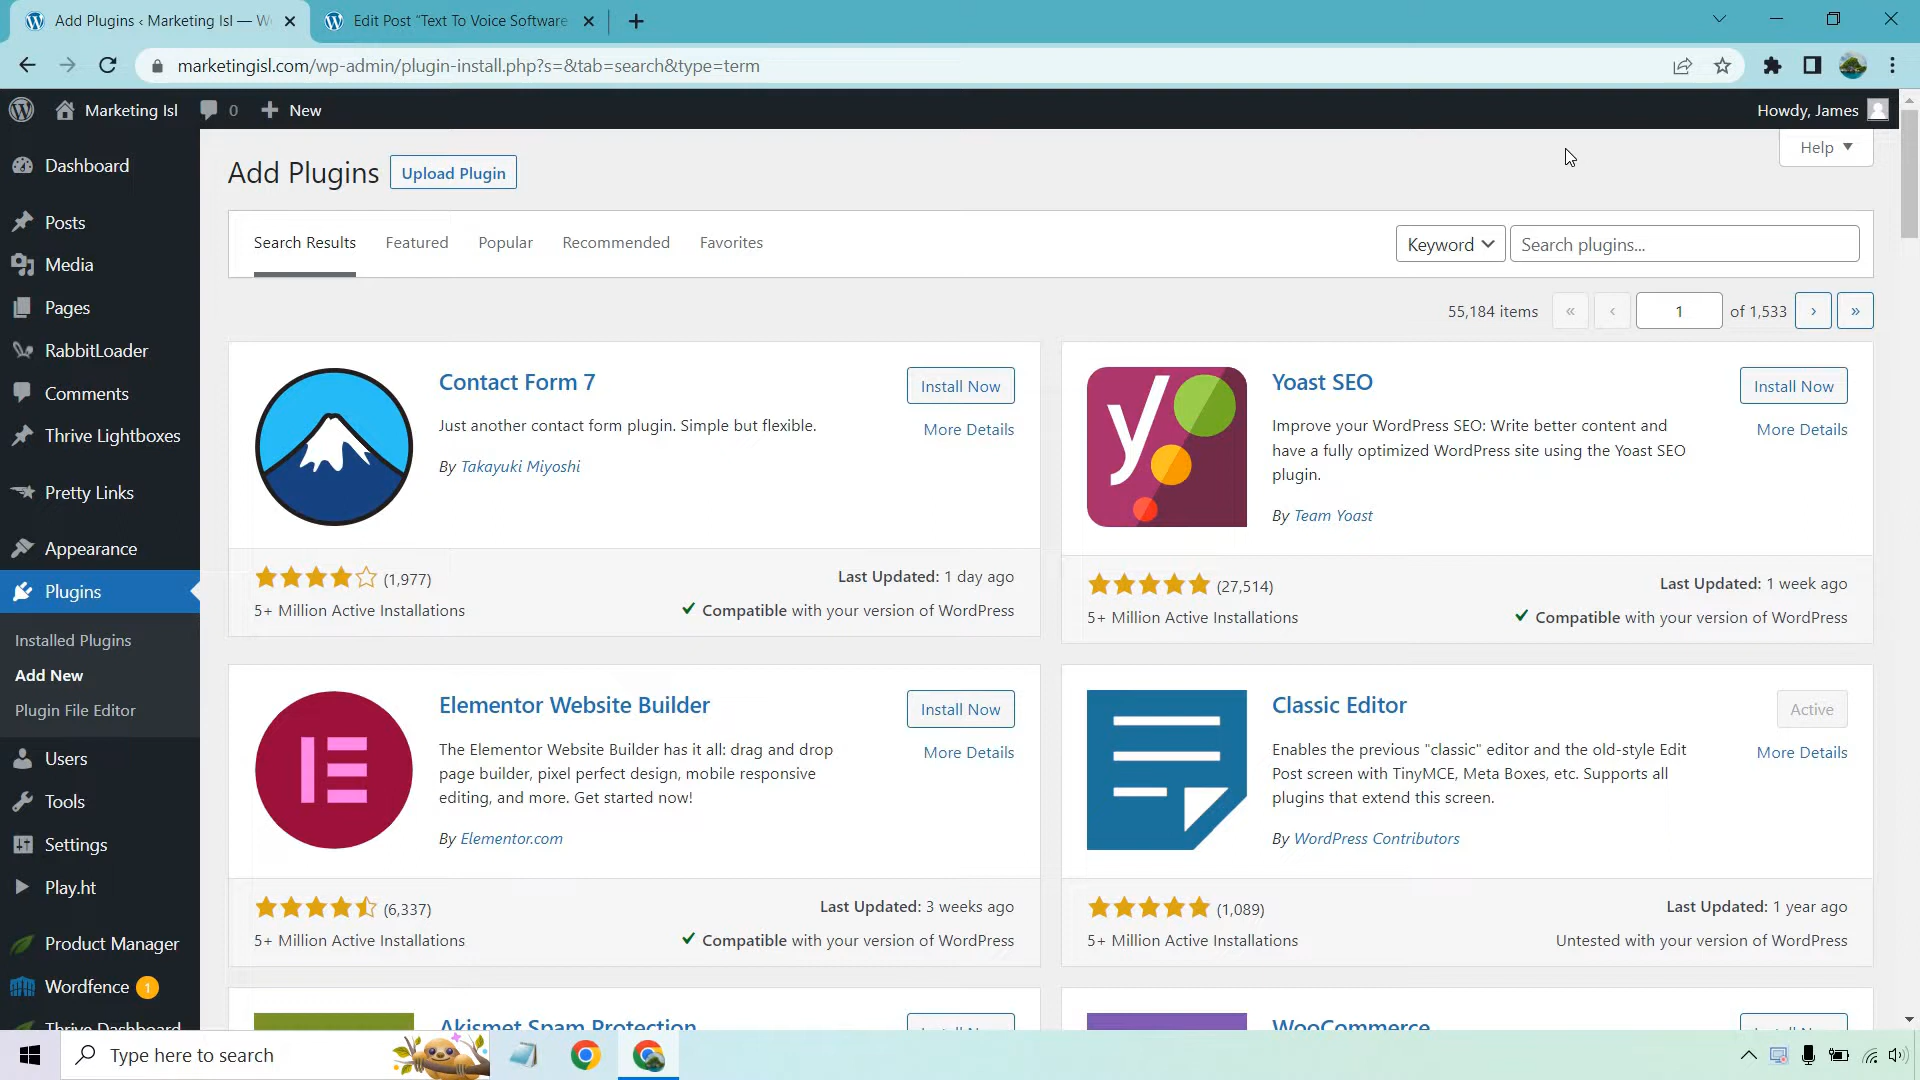 Add Plugins ‹ Marketing Isl — W
Edit Post “Text To Voice Software
marketingisl.com/wp-admin/plugin-install.php?s=&tab=search&type=term
Marketing Isl
0
New
Howdy, James
Help
Dashboard
Posts
Media
Pages
RabbitLoader
Comments
Thrive Lightboxes
Pretty Links
Appearance
Plugins
Installed Plugins
Add New
Plugin File Editor
Users
Tools
Settings
Play.ht
Product Manager
Wordfence 1
Thrive Dashboard
Add Plugins
Upload Plugin
Search Results
Featured
Popular
Recommended
Favorites
Keyword
Search plugins...
55,184 items
«
‹
1
of 1,533
›
»
Contact Form 7
Install Now
More Details
Just another contact form plugin. Simple but flexible.
By Takayuki Miyoshi
(1,977)
Last Updated: 1 day ago
5+ Million Active Installations
Compatible with your version of WordPress
y
Yoast SEO
Install Now
More Details
Improve your WordPress SEO: Write better content and
have a fully optimized WordPress site using the Yoast SEO
plugin.
By Team Yoast
(27,514)
Last Updated: 1 week ago
5+ Million Active Installations
Compatible with your version of WordPress
Elementor Website Builder
Install Now
More Details
The Elementor Website Builder has it all: drag and drop
page builder, pixel perfect design, mobile responsive
editing, and more. Get started now!
By Elementor.com
(6,337)
Last Updated: 3 weeks ago
5+ Million Active Installations
Compatible with your version of WordPress
Classic Editor
Active
More Details
Enables the previous "classic" editor and the old-style Edit
Post screen with TinyMCE, Meta Boxes, etc. Supports all
plugins that extend this screen.
By WordPress Contributors
(1,089)
Last Updated: 1 year ago
5+ Million Active Installations
Untested with your version of WordPress
Akismet Spam Protection
WooCommerce
Type here to search